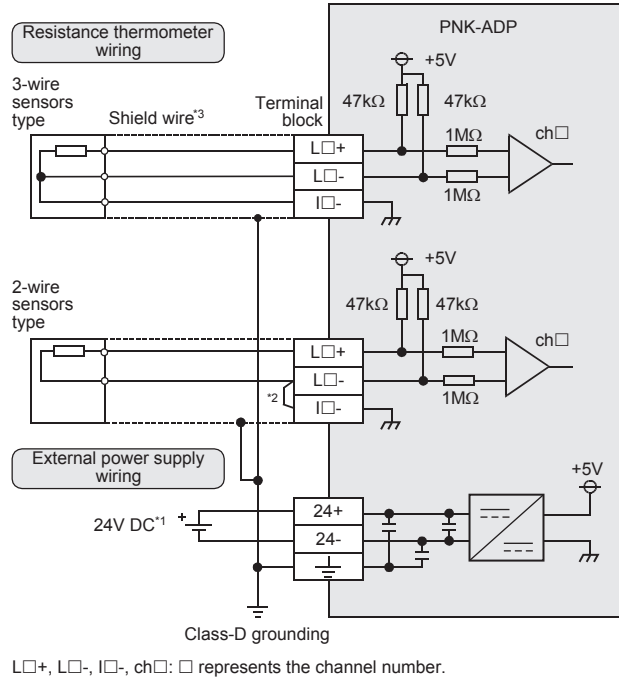 Resistance thermometer
wiring
PNK-ADP
+5V
3-wire
sensors
type
Shield wire*3
Terminal
block
47kΩ
47kΩ
1MΩ
ch□
L□+
L□-
I□-
1MΩ
+5V
2-wire
sensors
type
47kΩ
47kΩ
1MΩ
ch□
L□+
L□-
*2
I□-
1MΩ
External power supply
wiring
+5V
24V DC*1
+
24+
24-
Class-D grounding
L□+, L□-, I□-, ch□: □ represents the channel number.